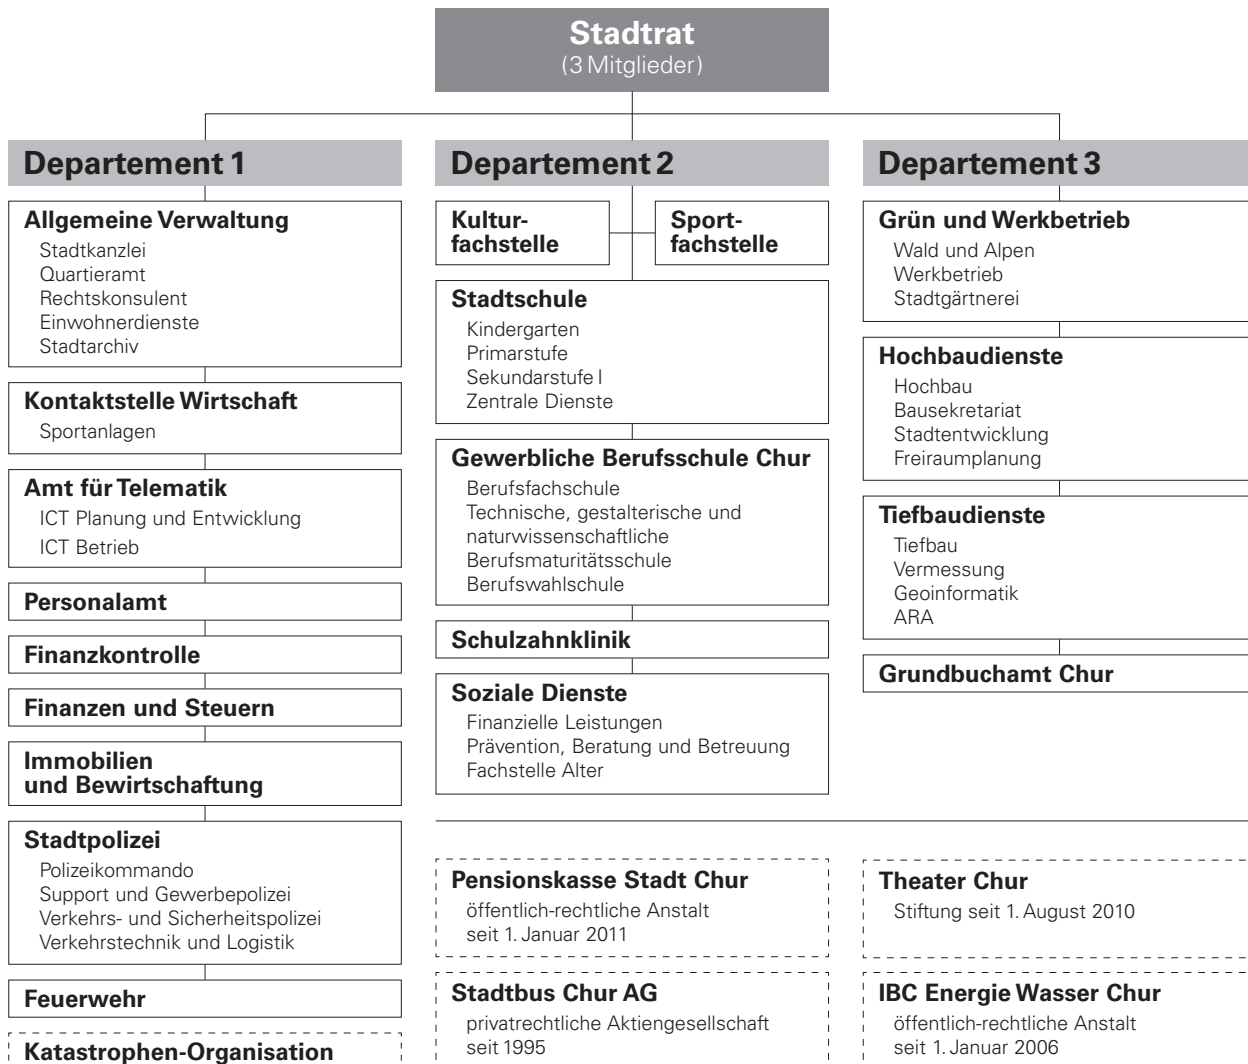 Stadtrat
(3 Mitglieder)
Departement 1
Allgemeine Verwaltung
Stadtkanzlei
Quartieramt
Rechtskonsulent
Einwohnerdienste
Stadtarchiv
Kontaktstelle Wirtschaft
Sportanlagen
Amt für Telematik
ICT Planung und Entwicklung
ICT Betrieb
Personalamt
Finanzkontrolle
Finanzen und Steuern
Immobilien
und Bewirtschaftung
Stadtpolizei
Polizeikommando
Support und Gewerbepolizei
Verkehrs- und Sicherheitspolizei
Verkehrstechnik und Logistik
Feuerwehr
Katastrophen-Organisation
Departement 2
Kultur-
fachstelle
Sport-
fachstelle
Stadtschule
Kindergarten
Primarstufe
Sekundarstufe I
Zentrale Dienste
Gewerbliche Berufsschule Chur
Berufsfachschule
Technische, gestalterische und
naturwissenschaftliche
Berufsmaturitätsschule
Berufswahlschule
Schulzahnklinik
Soziale Dienste
Finanzielle Leistungen
Prävention, Beratung und Betreuung
Fachstelle Alter
Departement 3
Grün und Werkbetrieb
Wald und Alpen
Werkbetrieb
Stadtgärtnerei
Hochbaudienste
Hochbau
Bausekretariat
Stadtentwicklung
Freiraumplanung
Tiefbaudienste
Tiefbau
Vermessung
Geoinformatik
ARA
Grundbuchamt Chur
Pensionskasse Stadt Chur
öffentlich-rechtliche Anstalt
seit 1. Januar 2011
Stadtbus Chur AG
privatrechtliche Aktiengesellschaft
seit 1995
Theater Chur
Stiftung seit 1. August 2010
IBC Energie Wasser Chur
öffentlich-rechtliche Anstalt
seit 1. Januar 2006